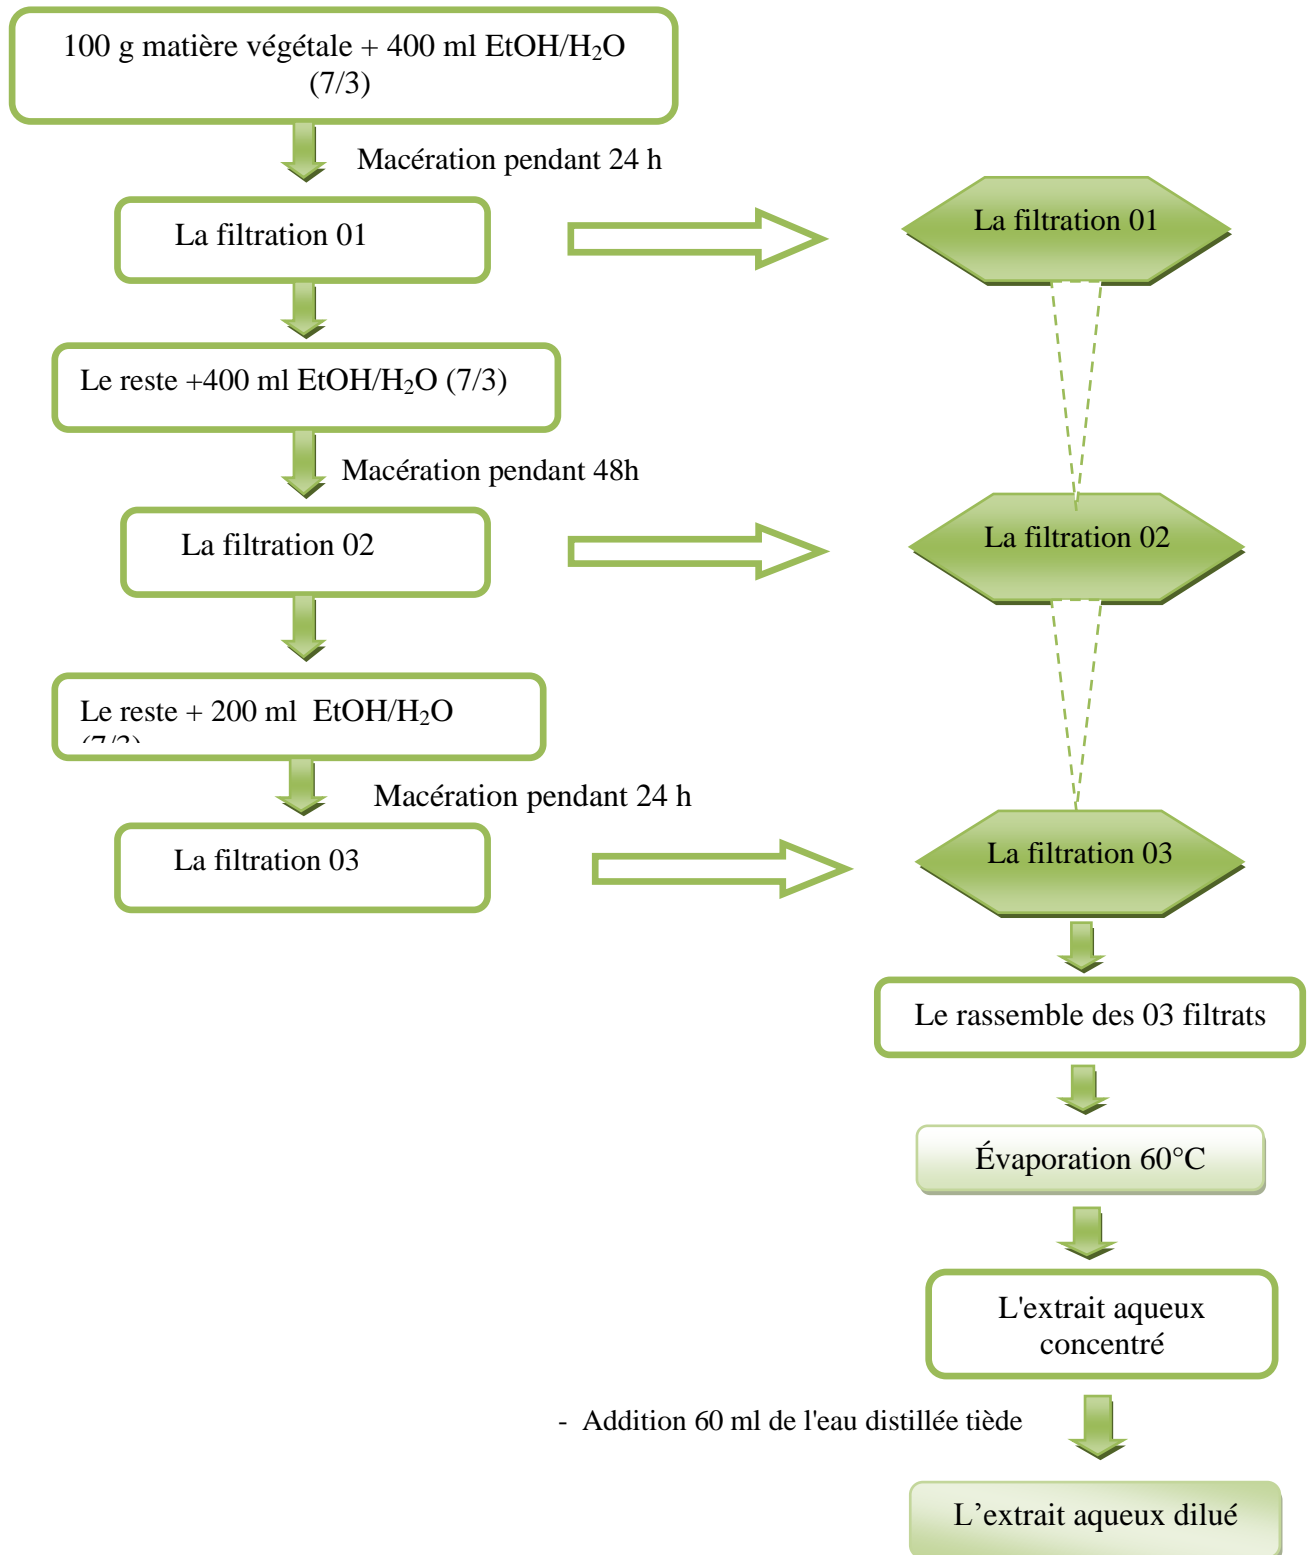 100 g matière végétale + 400 ml EtOH/H₂O
(7/3)
Macération pendant 24 h
La filtration 01
La filtration 01
Le reste +400 ml EtOH/H₂O (7/3)
Macération pendant 48h
La filtration 02
La filtration 02
Le reste + 200 ml EtOH/H₂O
(7/3)
Macération pendant 24 h
La filtration 03
La filtration 03
Le rassemble des 03 filtrats
Évaporation 60°C
L'extrait aqueux
concentré
- Addition 60 ml de l'eau distillée tiède
L’extrait aqueux dilué